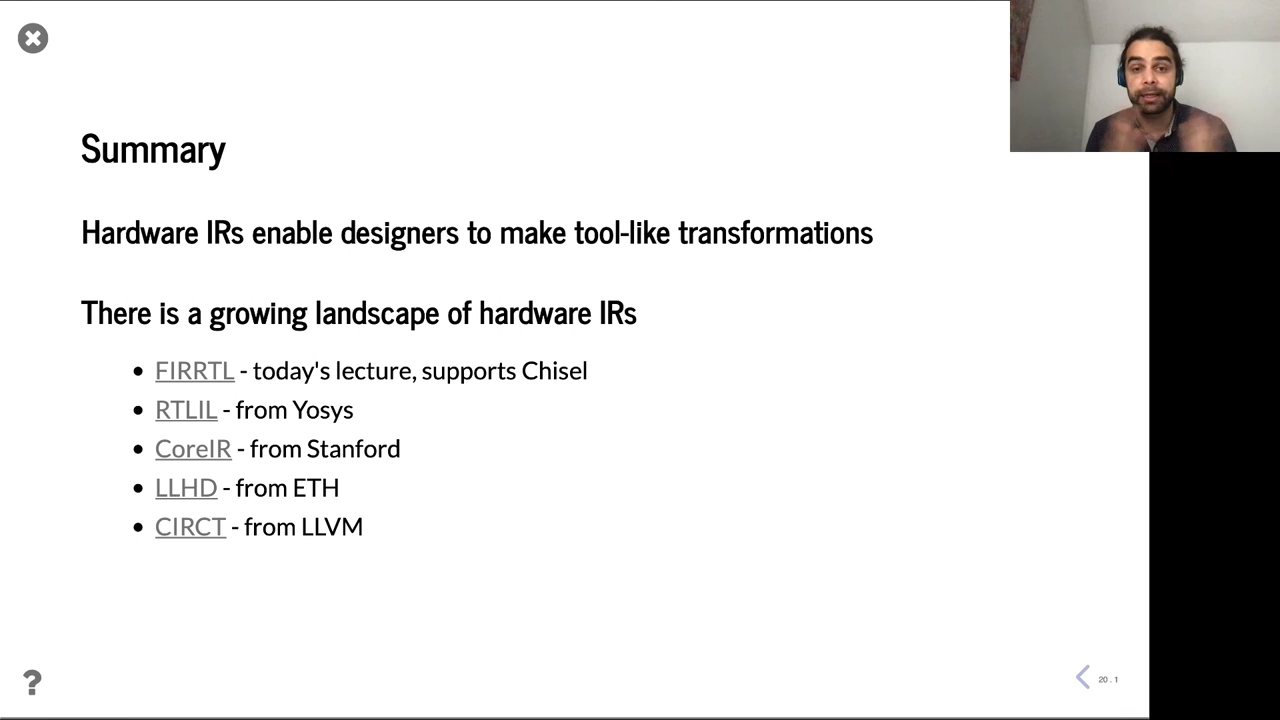 Summary
Hardware IRs enable designers to make tool-like transformations
There is a growing landscape of hardware IRs
FIRRTL - today's lecture, supports Chisel
RTLIL - from Yosys
CoreIR - from Stanford
LLHD - from ETH
CIRCT - from LLVM
?
20 . 1